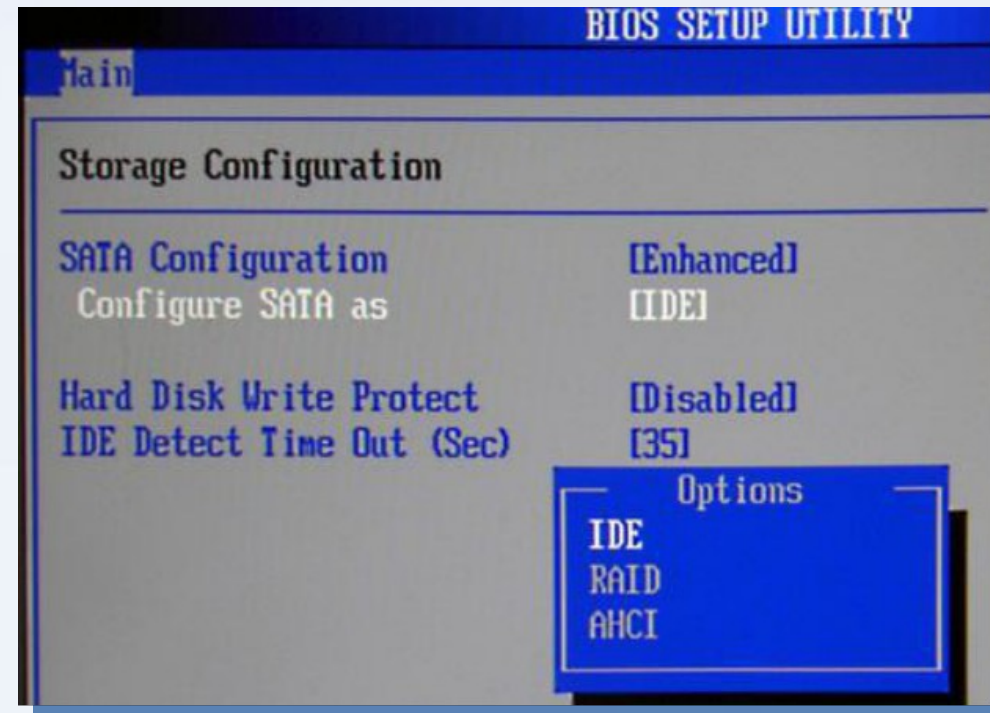 BIOS SETUP UTILITY
Main
Storage Configuration
SATA Configuration [Enhanced]
Configure SATA as [IDE]
Hard Disk Write Protect [Disabled]
IDE Detect Time Out (Sec) [35]
Options
IDE
RAID
AHCI